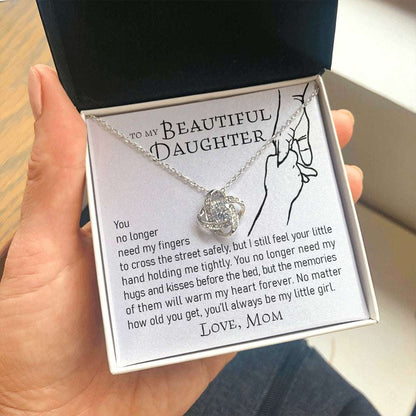 TO MY BEAUTIFUL
DAUGHTER
You
no longer
need my fingers
to cross the street safely, but I still feel your little
hand holding me tightly. You no longer need my
hugs and kisses before the bed, but the memories
of them will warm my heart forever. No matter
how old you get, you'll always be my little girl.
LOVE, MOM